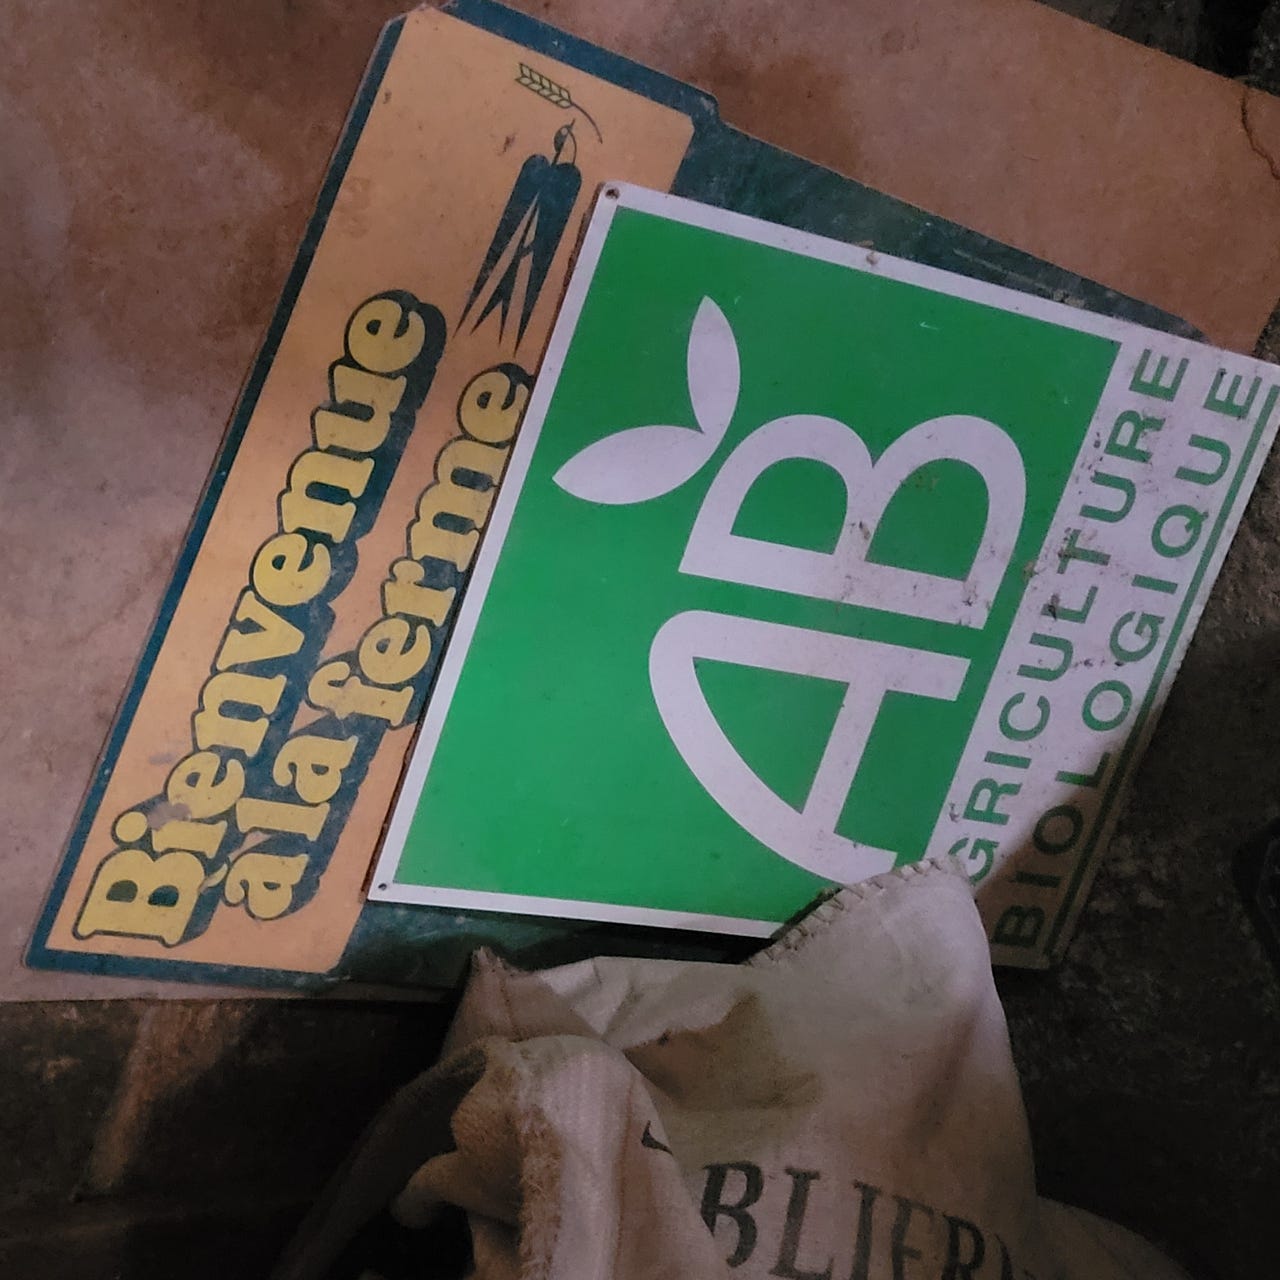 Bienvenue
à la ferme
AB
AGRICULTURE
BIOLOGIQUE